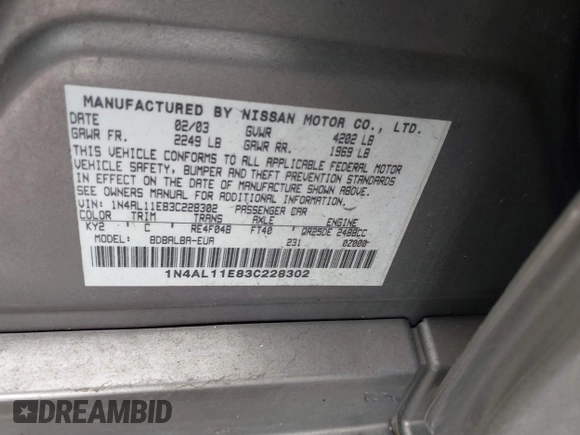 MANUFACTURED BY NISSAN MOTOR CO., LTD.
DATE 02/03 GVWR 4202 LB
GAWR FR. 2249 LB GAWR RR. 1969 LB
THIS VEHICLE CONFORMS TO ALL APPLICABLE FEDERAL MOTOR
VEHICLE SAFETY, BUMPER AND THEFT PREVENTION STANDARDS
IN EFFECT ON THE DATE OF MANUFACTURE SHOWN ABOVE.
SEE OWNERS MANUAL FOR ADDITIONAL INFORMATION.
VIN: 1N4AL11E83C228302 PASSENGER CAR
COLOR TRIM TRANS AXLE ENGINE
KY2 C RE4F04B FT40 QR25DE 2488CC
MODEL: BDBALBA-EUA 231 0Z000
1N4AL11E83C228302
DREAMBID